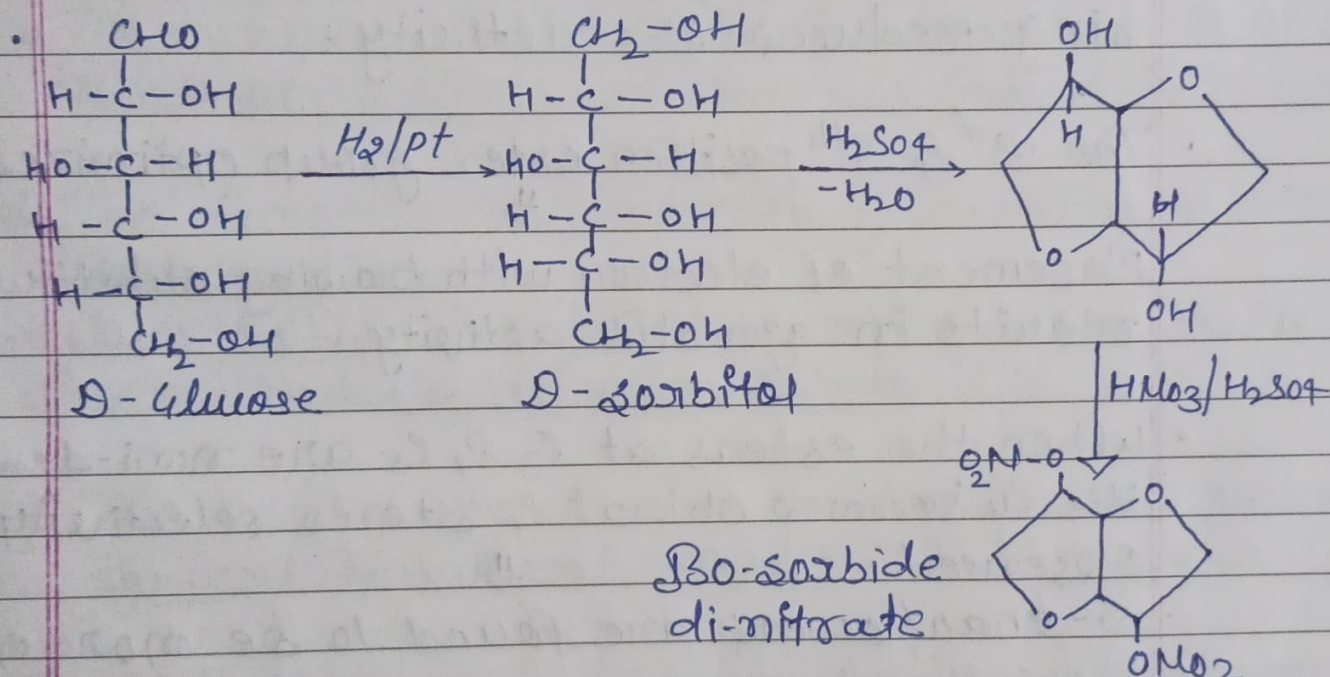 CHO
H-C-OH
HO-C-H
H-C-OH
H-C-OH
CH2-OH
D-Glucose
H2/pt
CH2-OH
H-C-OH
HO-C-H
H-C-OH
H-C-OH
CH2-OH
D-Sorbitol
H2SO4
-H2O
OH
O
H
H
O
OH
HNO3/H2SO4
O2N-O
O
O
ONO2
ISO-sorbide
di-nitrate